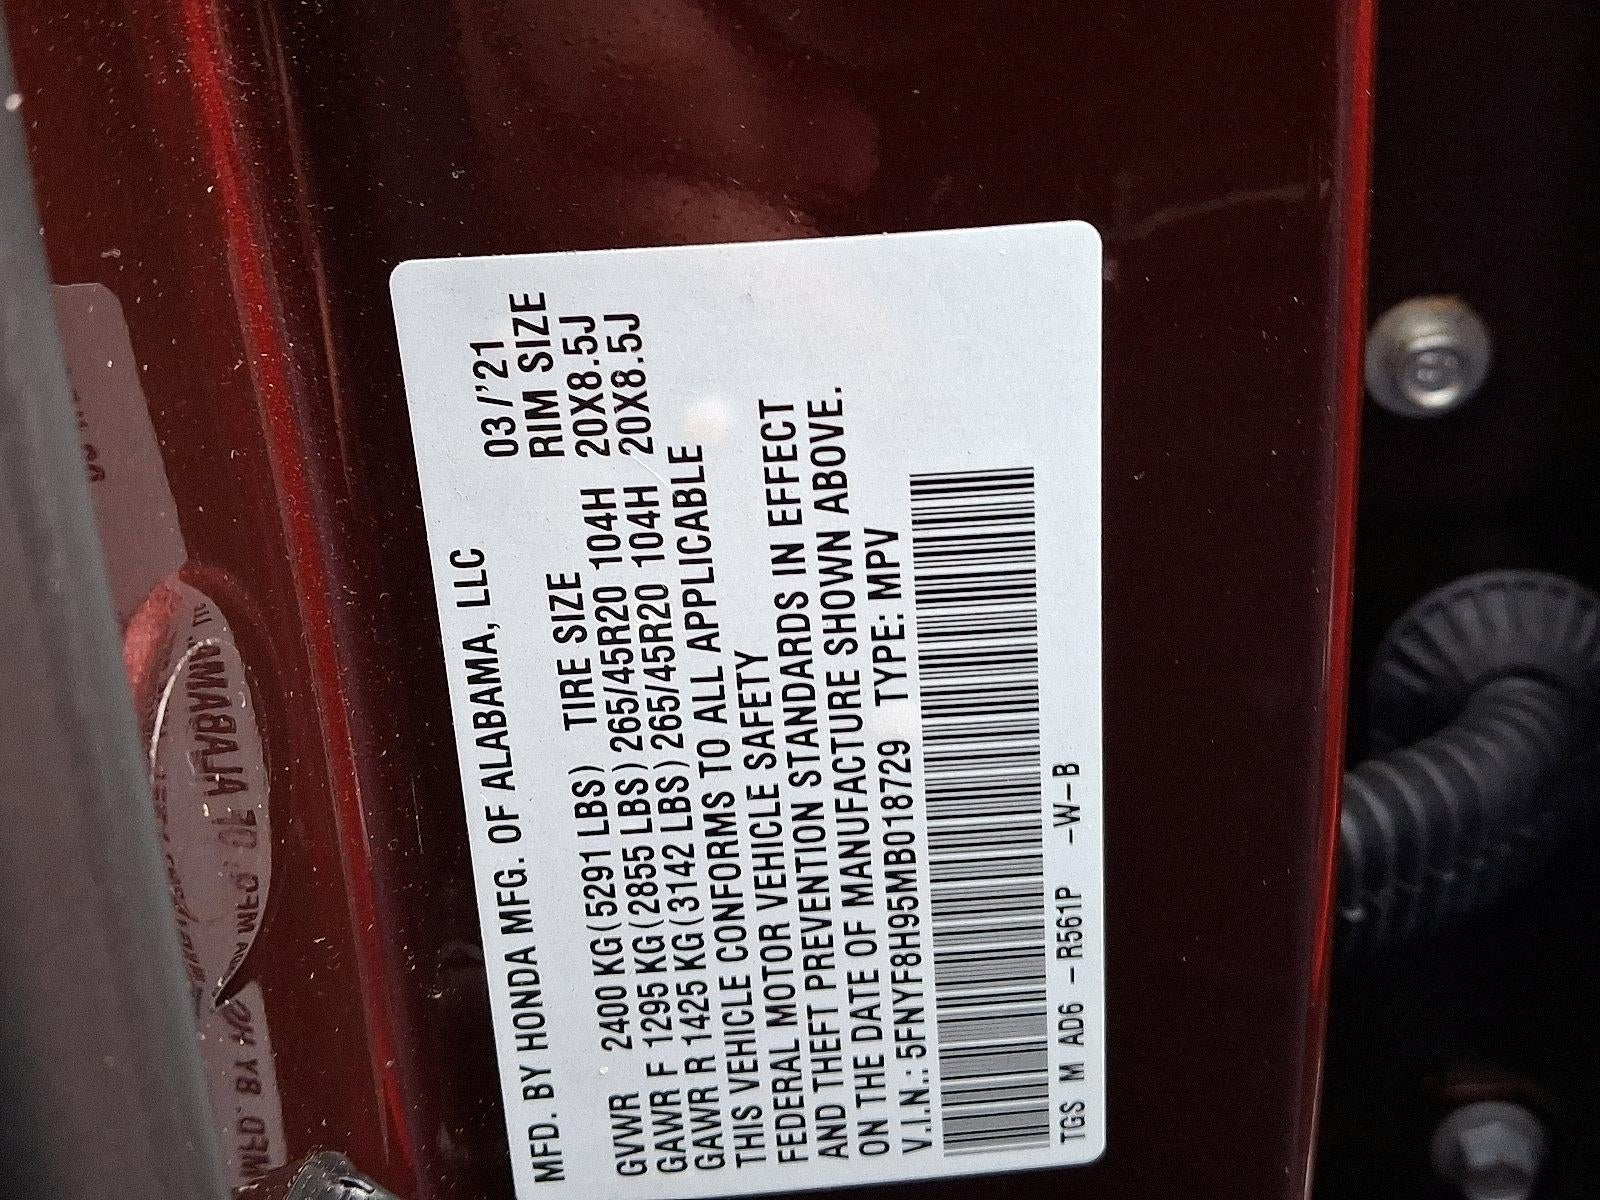 MFD. BY HONDA MFG. OF ALABAMA, LLC 03/'21
GVWR 2400 KG(5291 LBS) TIRE SIZE RIM SIZE
GAWR F 1295 KG(2855 LBS) 265/45R20 104H 20X8.5J
GAWR R 1425 KG(3142 LBS) 265/45R20 104H 20X8.5J
THIS VEHICLE CONFORMS TO ALL APPLICABLE
FEDERAL MOTOR VEHICLE SAFETY
AND THEFT PREVENTION STANDARDS IN EFFECT
ON THE DATE OF MANUFACTURE SHOWN ABOVE.
V.I.N.: 5FNYF8H95MB018729 TYPE: MPV
TGS M AD6 -R561P -W-B